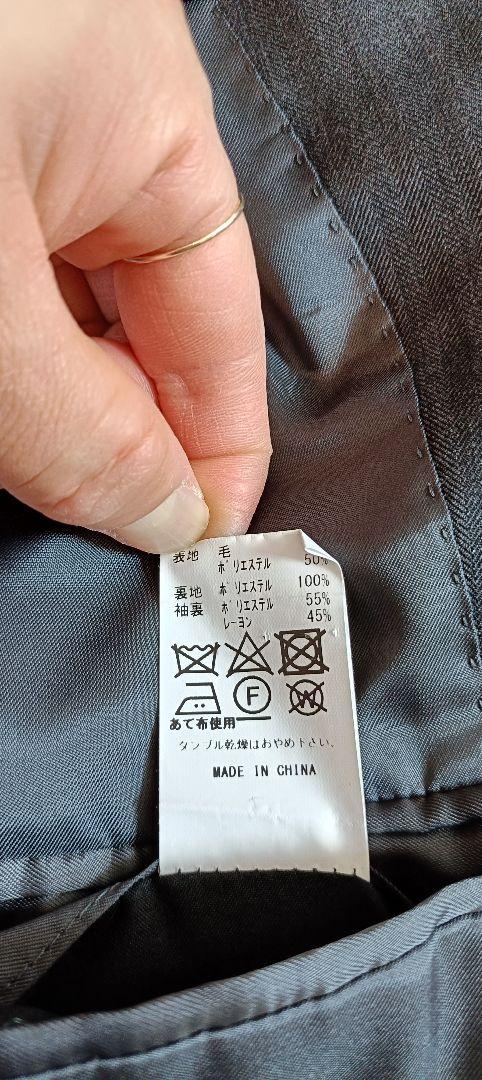 表地 毛
ポリエステル 50%
裏地 ポリエステル 100%
袖裏 ポリエステル 55%
レーヨン 45%
F
W
あて布使用
タンブル乾燥はおやめ下さい。
MADE IN CHINA